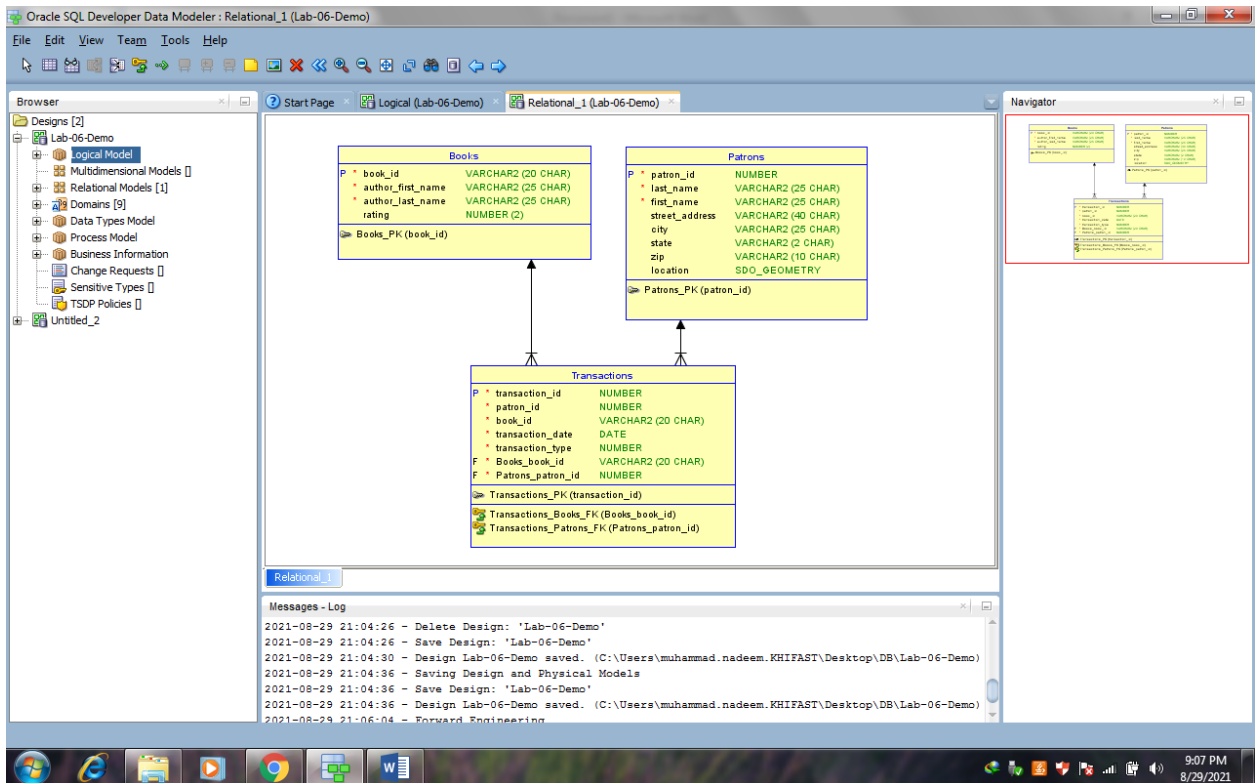 Oracle SQL Developer Data Modeler : Relational_1 (Lab-06-Demo)
File Edit View Team Tools Help
Browser
Designs [2]
Lab-06-Demo
Logical Model
Multidimensional Models []
Relational Models [1]
Domains [9]
Data Types Model
Process Model
Business Information
Change Requests []
Sensitive Types []
TSDP Policies []
Untitled_2
Start Page
Logical (Lab-06-Demo)
Relational_1 (Lab-06-Demo)
Books
P * book_id VARCHAR2 (20 CHAR)
* author_first_name VARCHAR2 (25 CHAR)
* author_last_name VARCHAR2 (25 CHAR)
rating NUMBER (2)
Books_PK (book_id)
Patrons
P * patron_id NUMBER
* last_name VARCHAR2 (25 CHAR)
* first_name VARCHAR2 (25 CHAR)
street_address VARCHAR2 (40 CHAR)
city VARCHAR2 (25 CHAR)
state VARCHAR2 (2 CHAR)
zip VARCHAR2 (10 CHAR)
location SDO_GEOMETRY
Patrons_PK (patron_id)
Transactions
P * transaction_id NUMBER
* patron_id NUMBER
* book_id VARCHAR2 (20 CHAR)
* transaction_date DATE
* transaction_type NUMBER
F * Books_book_id VARCHAR2 (20 CHAR)
F * Patrons_patron_id NUMBER
Transactions_PK (transaction_id)
Transactions_Books_FK (Books_book_id)
Transactions_Patrons_FK (Patrons_patron_id)
Relational_1
Navigator
Messages - Log
2021-08-29 21:04:26 - Delete Design: 'Lab-06-Demo'
2021-08-29 21:04:26 - Save Design: 'Lab-06-Demo'
2021-08-29 21:04:30 - Design Lab-06-Demo saved. (C:\Users\muhammad.nadeem.KHIFAST\Desktop\DB\Lab-06-Demo)
2021-08-29 21:04:36 - Saving Design and Physical Models
2021-08-29 21:04:36 - Save Design: 'Lab-06-Demo'
2021-08-29 21:04:36 - Design Lab-06-Demo saved. (C:\Users\muhammad.nadeem.KHIFAST\Desktop\DB\Lab-06-Demo)
2021-08-29 21:06:04 - Forward Engineering
9:07 PM
8/29/2021